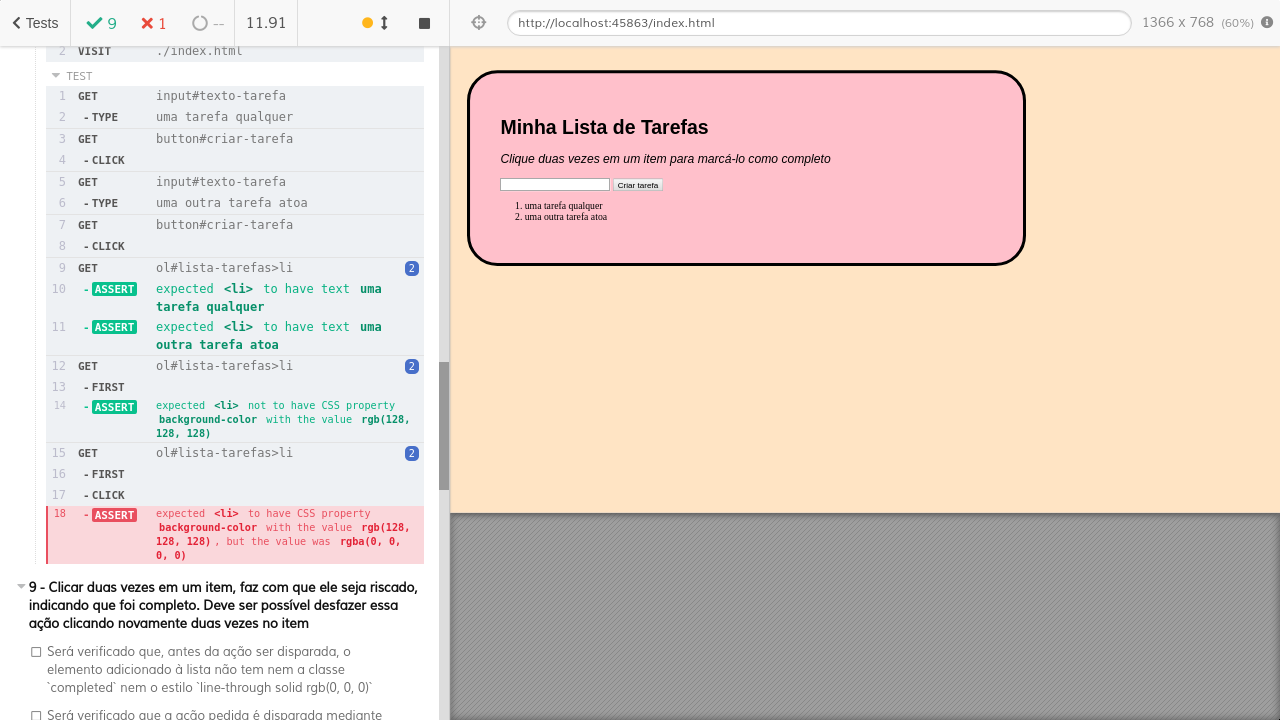 Tests
9
1
--
11.91
http://localhost:45863/index.html
1366 x 768 (60%)
2 VISIT ./index.html
TEST
1 GET input#texto-tarefa
2 -TYPE uma tarefa qualquer
3 GET button#criar-tarefa
4 -CLICK
5 GET input#texto-tarefa
6 -TYPE uma outra tarefa atoa
7 GET button#criar-tarefa
8 -CLICK
9 GET ol#lista-tarefas>li 2
10 -ASSERT expected <li> to have text uma
tarefa qualquer
11 -ASSERT expected <li> to have text uma
outra tarefa atoa
12 GET ol#lista-tarefas>li 2
13 -FIRST
14 -ASSERT expected <li> not to have CSS property
background-color with the value rgb(128,
128, 128)
15 GET ol#lista-tarefas>li 2
16 -FIRST
17 -CLICK
18 -ASSERT expected <li> to have CSS property
background-color with the value rgb(128,
128, 128), but the value was rgba(0, 0,
0, 0)
9 - Clicar duas vezes em um item, faz com que ele seja riscado,
indicando que foi completo. Deve ser possível desfazer essa
ação clicando novamente duas vezes no item
Será verificado que, antes da ação ser disparada, o
elemento adicionado à lista não tem nem a classe
`completed` nem o estilo `line-through solid rgb(0, 0, 0)`
Será verificado que a ação pedida é disparada mediante
Minha Lista de Tarefas
Clique duas vezes em um item para marcá-lo como completo
Criar tarefa
1. uma tarefa qualquer
2. uma outra tarefa atoa